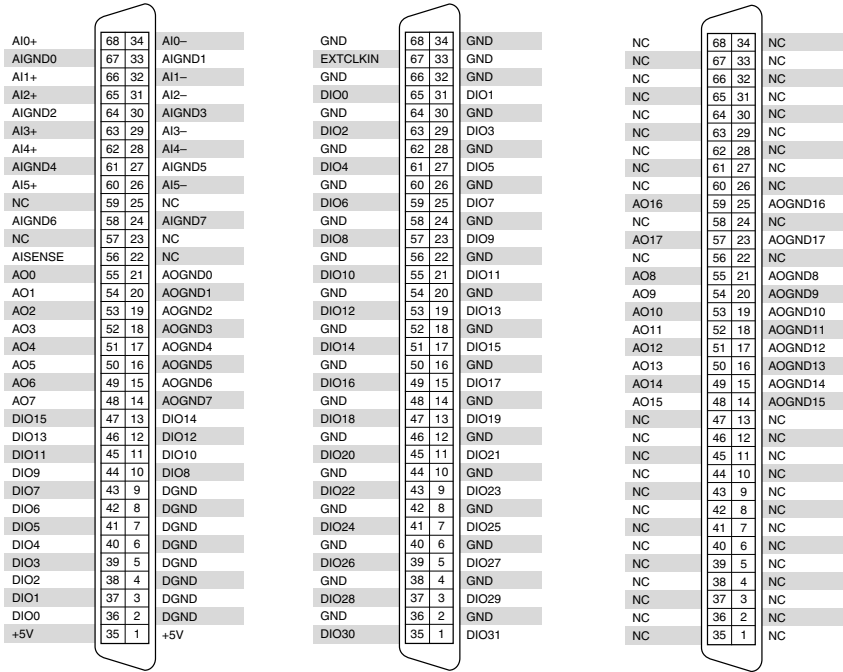 AI0+ 68 34 AI0–
AIGND0 67 33 AIGND1
AI1+ 66 32 AI1–
AI2+ 65 31 AI2–
AIGND2 64 30 AIGND3
AI3+ 63 29 AI3–
AI4+ 62 28 AI4–
AIGND4 61 27 AIGND5
AI5+ 60 26 AI5–
NC 59 25 NC
AIGND6 58 24 AIGND7
NC 57 23 NC
AISENSE 56 22 NC
AO0 55 21 AOGND0
AO1 54 20 AOGND1
AO2 53 19 AOGND2
AO3 52 18 AOGND3
AO4 51 17 AOGND4
AO5 50 16 AOGND5
AO6 49 15 AOGND6
AO7 48 14 AOGND7
DIO15 47 13 DIO14
DIO13 46 12 DIO12
DIO11 45 11 DIO10
DIO9 44 10 DIO8
DIO7 43 9 DGND
DIO6 42 8 DGND
DIO5 41 7 DGND
DIO4 40 6 DGND
DIO3 39 5 DGND
DIO2 38 4 DGND
DIO1 37 3 DGND
DIO0 36 2 DGND
+5V 35 1 +5V
GND 68 34 GND
EXTCLKIN 67 33 GND
GND 66 32 GND
DIO0 65 31 DIO1
GND 64 30 GND
DIO2 63 29 DIO3
GND 62 28 GND
DIO4 61 27 DIO5
GND 60 26 GND
DIO6 59 25 DIO7
GND 58 24 GND
DIO8 57 23 DIO9
GND 56 22 GND
DIO10 55 21 DIO11
GND 54 20 GND
DIO12 53 19 DIO13
GND 52 18 GND
DIO14 51 17 DIO15
GND 50 16 GND
DIO16 49 15 DIO17
GND 48 14 GND
DIO18 47 13 DIO19
GND 46 12 GND
DIO20 45 11 DIO21
GND 44 10 GND
DIO22 43 9 DIO23
GND 42 8 GND
DIO24 41 7 DIO25
GND 40 6 GND
DIO26 39 5 DIO27
GND 38 4 GND
DIO28 37 3 DIO29
GND 36 2 GND
DIO30 35 1 DIO31
NC 68 34 NC
NC 67 33 NC
NC 66 32 NC
NC 65 31 NC
NC 64 30 NC
NC 63 29 NC
NC 62 28 NC
NC 61 27 NC
NC 60 26 NC
AO16 59 25 AOGND16
NC 58 24 NC
AO17 57 23 AOGND17
NC 56 22 NC
AO8 55 21 AOGND8
AO9 54 20 AOGND9
AO10 53 19 AOGND10
AO11 52 18 AOGND11
AO12 51 17 AOGND12
AO13 50 16 AOGND13
AO14 49 15 AOGND14
AO15 48 14 AOGND15
NC 47 13 NC
NC 46 12 NC
NC 45 11 NC
NC 44 10 NC
NC 43 9 NC
NC 42 8 NC
NC 41 7 NC
NC 40 6 NC
NC 39 5 NC
NC 38 4 NC
NC 37 3 NC
NC 36 2 NC
NC 35 1 NC